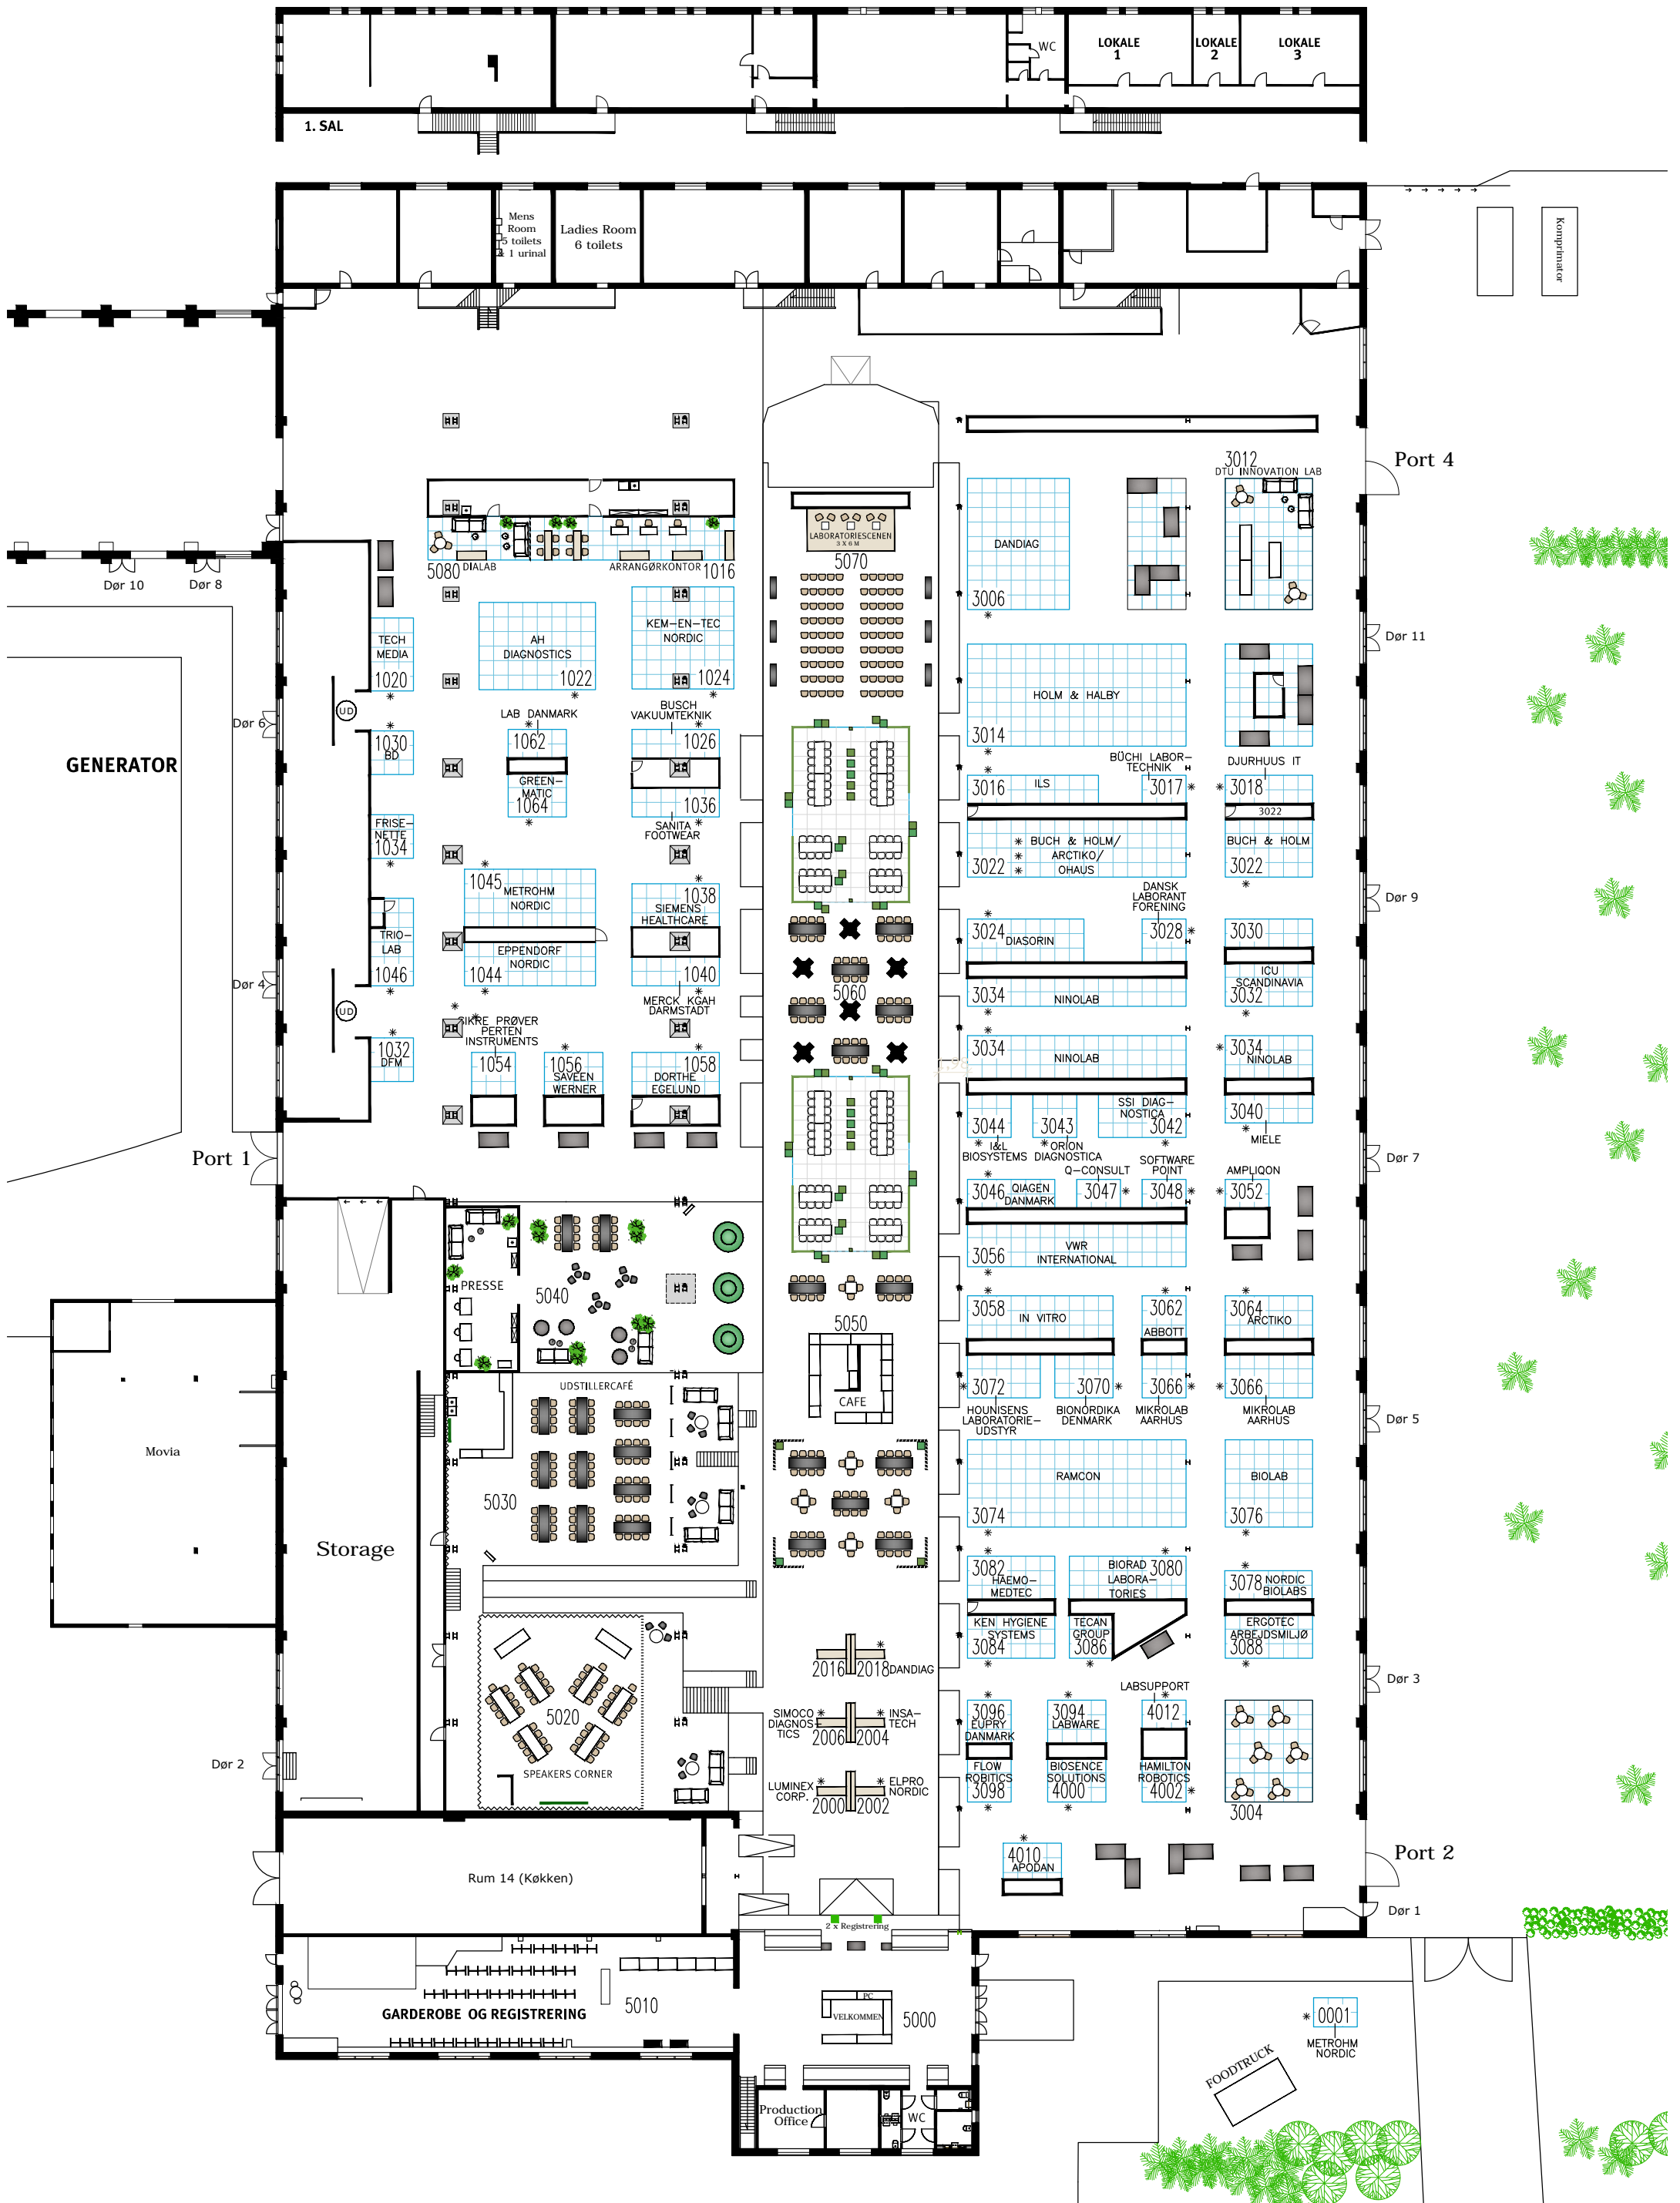 WC
LOKALE
1
LOKALE
2
LOKALE
3
1. SAL
Mens
Room
5 toilets
& 1 urinal
Ladies Room
6 toilets
Komprimator
Port 4
3012
DTU INNOVATION LAB
LABORATORIESCENEN
3 X 6 M
5070
DANDIAG
3006
5080
DIALAB
ARRANGØRKONTOR
1016
Dør 10
Dør 8
TECH
MEDIA
1020
AH
DIAGNOSTICS
1022
KEM-EN-TEC
NORDIC
1024
Dør 11
HOLM & HALBY
3014
UD
Dør 6
GENERATOR
1030
BD
LAB DANMARK
1062
GREEN-
MATIC
1064
BUSCH
VAKUUMTEKNIK
1026
1036
SANITA
FOOTWEAR
BÜCHI LABOR-
TECHNIK
DJURHUUS IT
3016
ILS
3017
3018
3022
FRISE-
NETTE
1034
BUCH & HOLM/
ARCTIKO/
OHAUS
3022
BUCH & HOLM
3022
1045
METROHM
NORDIC
1038
SIEMENS
HEALTHCARE
DANSK
LABORANT
FORENING
Dør 9
TRIO-
LAB
1046
EPPENDORF
NORDIC
1044
1040
MERCK KGAH
DARMSTADT
3024
DIASORIN
3028
3030
ICU
SCANDINAVIA
3032
3034
NINOLAB
Dør 4
UD
5060
SIKRE PRØVER
PERTEN
INSTRUMENTS
1032
DFM
1054
1056
SAVEEN
WERNER
1058
DORTHE
EGELUND
3034
NINOLAB
3034
NINOLAB
SSI DIAG-
NOSTICA
3044
3043
3042
3040
I&L
BIOSYSTEMS
ORION
DIAGNOSTICA
MIELE
Port 1
Dør 7
Q-CONSULT
SOFTWARE
POINT
AMPLIQON
3046
QIAGEN
DANMARK
3047
3048
3052
VWR
INTERNATIONAL
3056
PRESSE
5040
5050
CAFE
3058
IN VITRO
3062
ABBOTT
3064
ARCTIKO
3072
3070
3066
3066
HOUNISENS
LABORATORIE-
UDSTYR
BIONORDIKA
DENMARK
MIKROLAB
AARHUS
MIKROLAB
AARHUS
Dør 5
UDSTILLERCAFÉ
5030
Movia
Storage
RAMCON
3074
BIOLAB
3076
3082
HAEMO-
MEDTEC
BIORAD
LABORA-
TORIES
3080
3078
NORDIC
BIOLABS
KEN HYGIENE
SYSTEMS
3084
TECAN
GROUP
3086
ERGOTEC
ARBEJDSMILJØ
3088
2016
2018
DANDIAG
Dør 3
5020
SPEAKERS CORNER
SIMOCO
DIAGNOS-
TICS
2006
2004
INSA-
TECH
LUMINEX
CORP.
2000
2002
ELPRO
NORDIC
LABSUPPORT
3096
EUPRY
DANMARK
3094
LABWARE
4012
FLOW
ROBITICS
3098
BIOSENCE
SOLUTIONS
4000
HAMILTON
ROBOTICS
4002
3004
Dør 2
4010
APODAN
Port 2
Rum 14 (Køkken)
Dør 1
2 x Registrering
GARDEROBE OG REGISTRERING
5010
PC
VELKOMMEN
5000
0001
METROHM
NORDIC
FOODTRUCK
Production
Office
WC